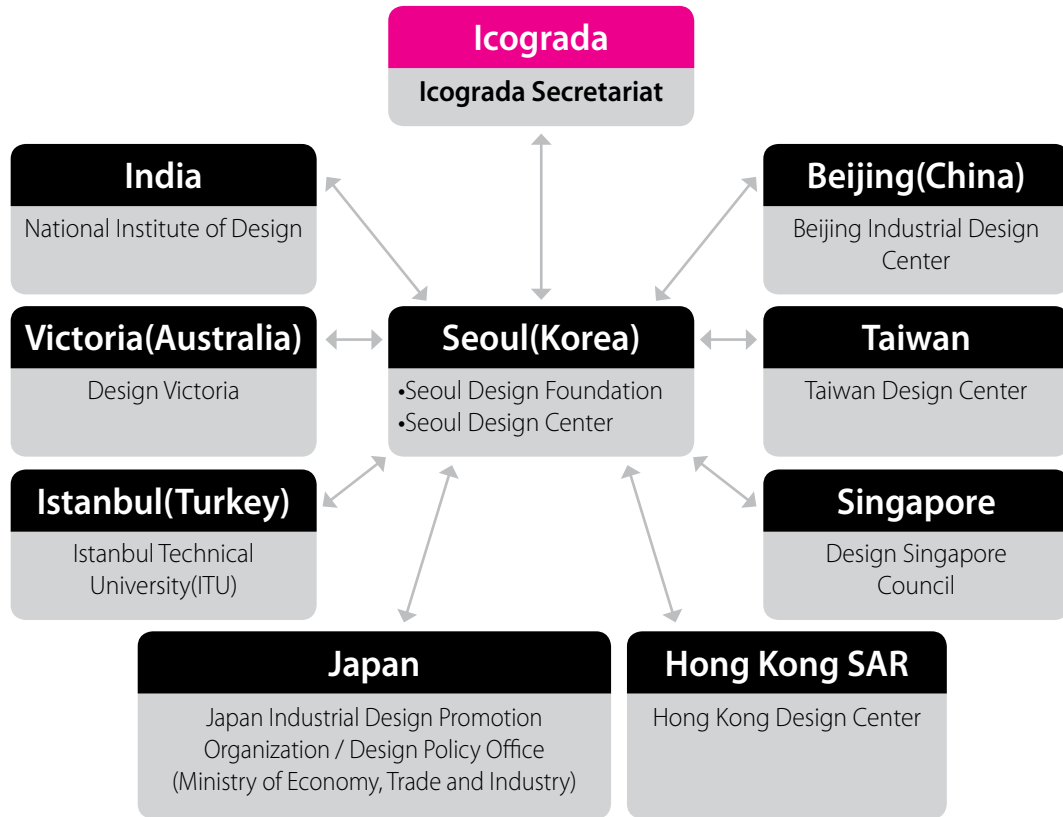 Icograda
Icograda Secretariat
India
National Institute of Design
Beijing(China)
Beijing Industrial Design
Center
Victoria(Australia)
Design Victoria
Seoul(Korea)
•Seoul Design Foundation
•Seoul Design Center
Taiwan
Taiwan Design Center
Istanbul(Turkey)
Istanbul Technical
University(ITU)
Singapore
Design Singapore
Council
Japan
Japan Industrial Design Promotion
Organization / Design Policy Office
(Ministry of Economy, Trade and Industry)
Hong Kong SAR
Hong Kong Design Center